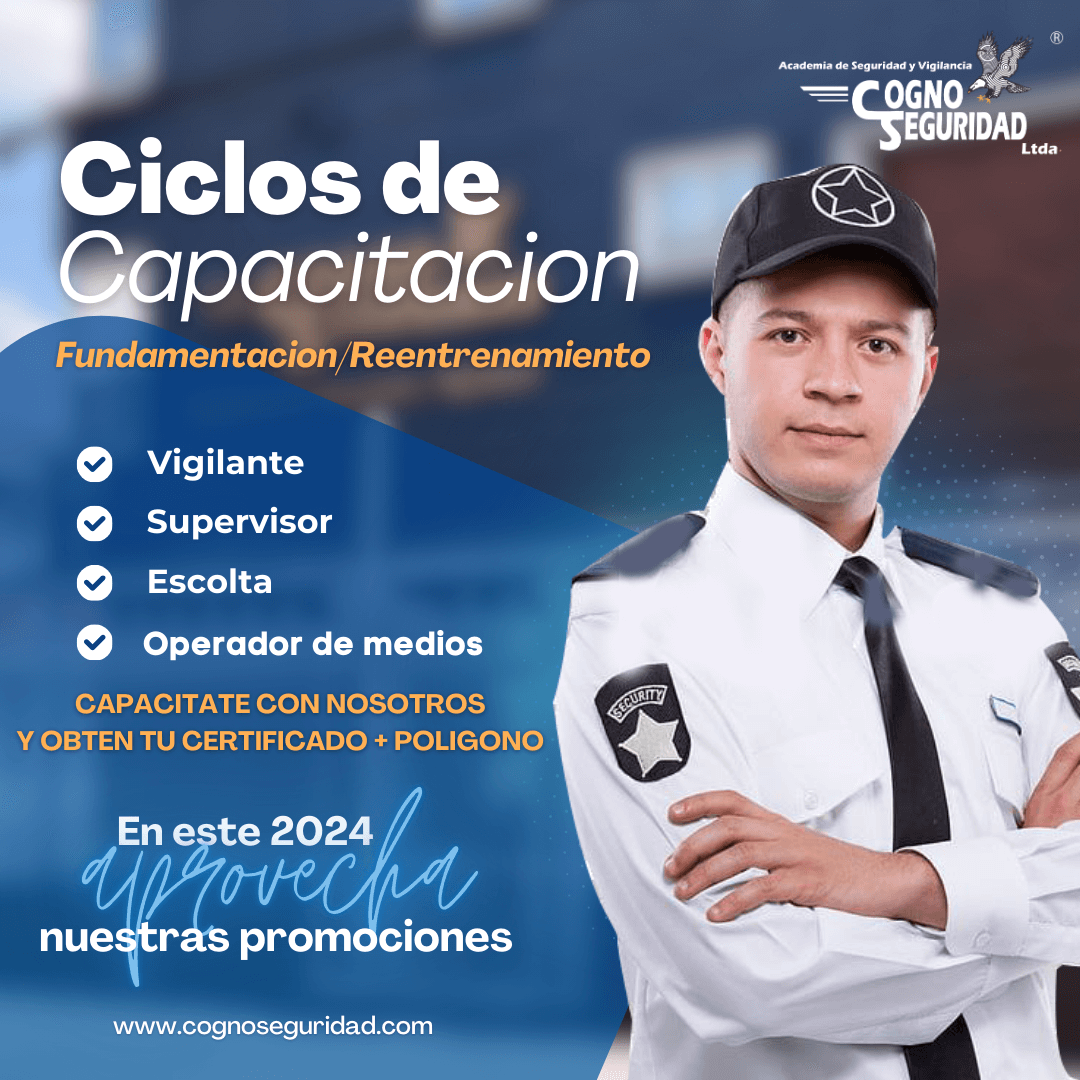 Academia de Seguridad y Vigilancia
®
COGNO
SEGURIDAD
Ltda
Ciclos de
Capacitacion
Fundamentacion/Reentrenamiento
Vigilante
Supervisor
Escolta
Operador de medios
CAPACITATE CON NOSOTROS
Y OBTEN TU CERTIFICADO + POLIGONO
SECURITY
En este 2024
aprovecha
nuestras promociones
www.cognoseguridad.com